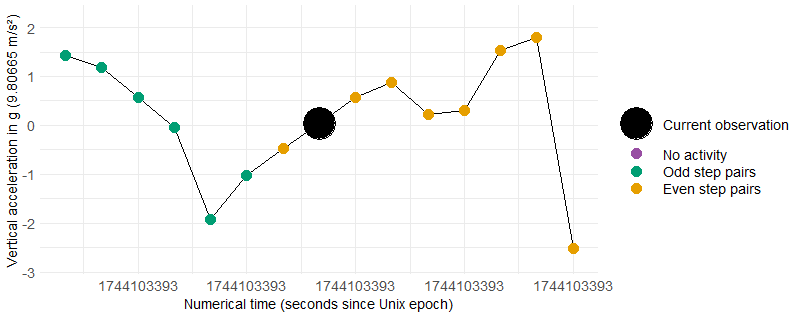 Vertical acceleration in g (9.80665 m/s²)
2
1
0
-1
-2
-3
1744103393 1744103393 1744103393 1744103393 1744103393
Numerical time (seconds since Unix epoch)
Current observation
No activity
Odd step pairs
Even step pairs